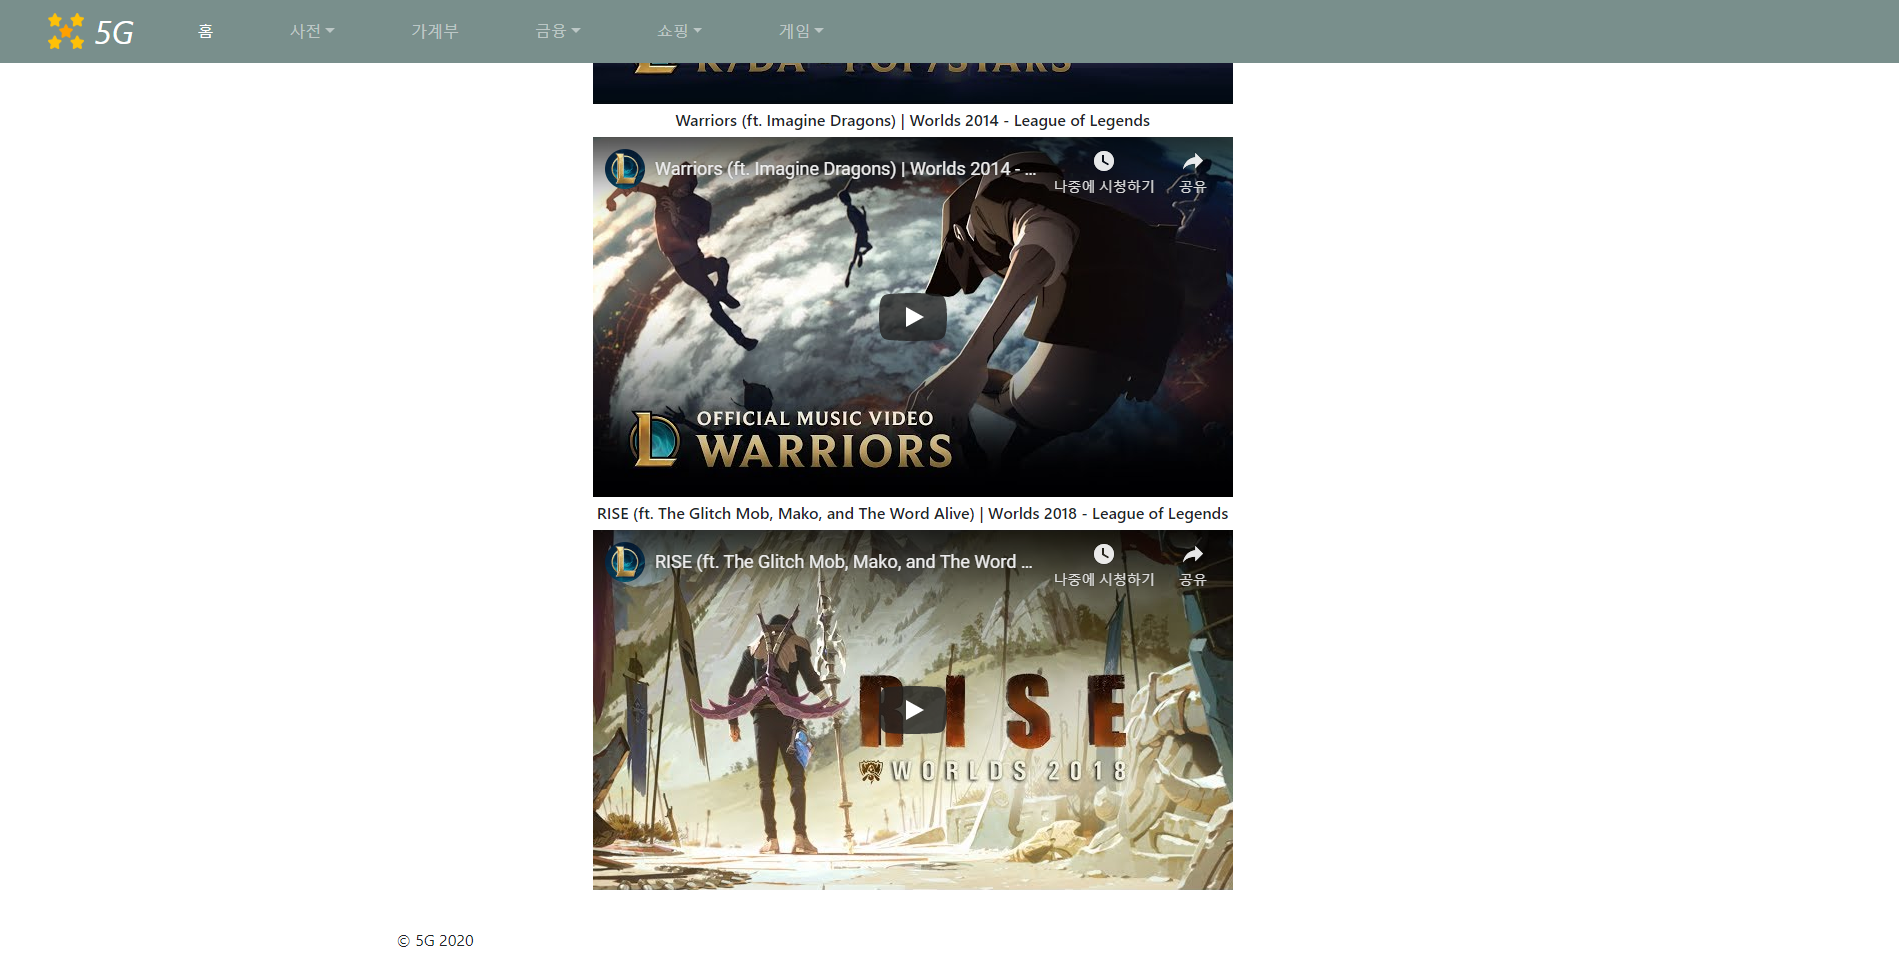 5G 홈 사전 가계부 금융 쇼핑 게임
K/DA - POP/STARS
Warriors (ft. Imagine Dragons) | Worlds 2014 - League of Legends
Warriors (ft. Imagine Dragons) | Worlds 2014 - ...
나중에 시청하기 공유
OFFICIAL MUSIC VIDEO
WARRIORS
RISE (ft. The Glitch Mob, Mako, and The Word Alive) | Worlds 2018 - League of Legends
RISE (ft. The Glitch Mob, Mako, and The Word ...
나중에 시청하기 공유
RISE
WORLDS 2018
© 5G 2020